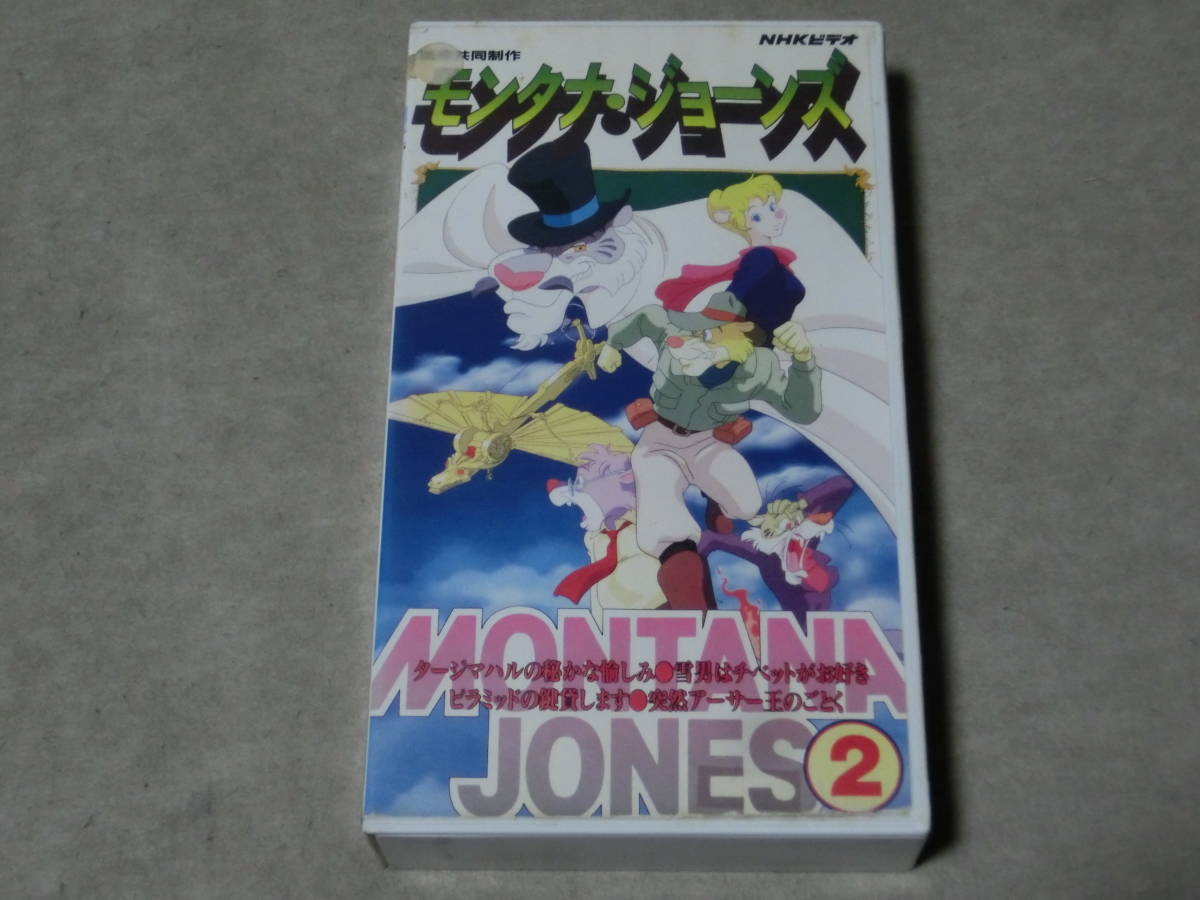 共同制作
NHKビデオ
モンタナ・ジョーンズ
MONTANA
タージマハルの秘かな愉しみ●雪男はチベットがお好き
ピラミッドの鍵貸します●突然アーサー王のごとく
JONES
2